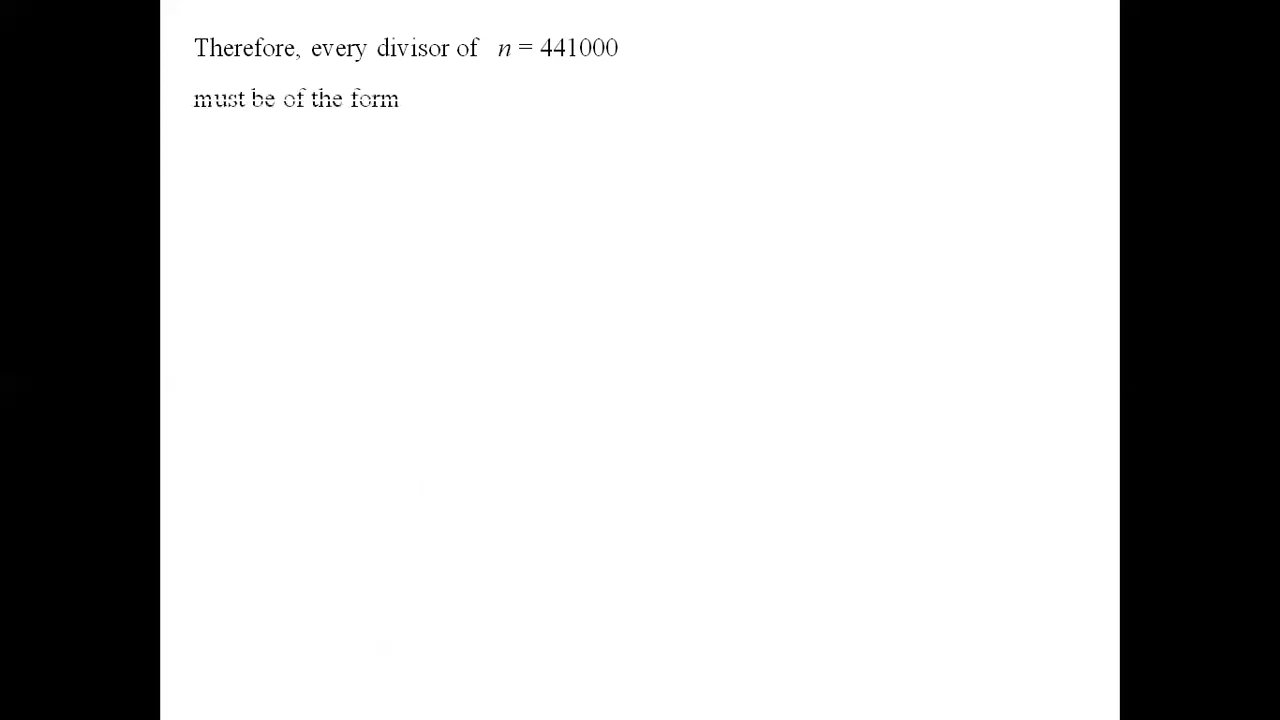 Therefore, every divisor of n = 441000
must be of the form